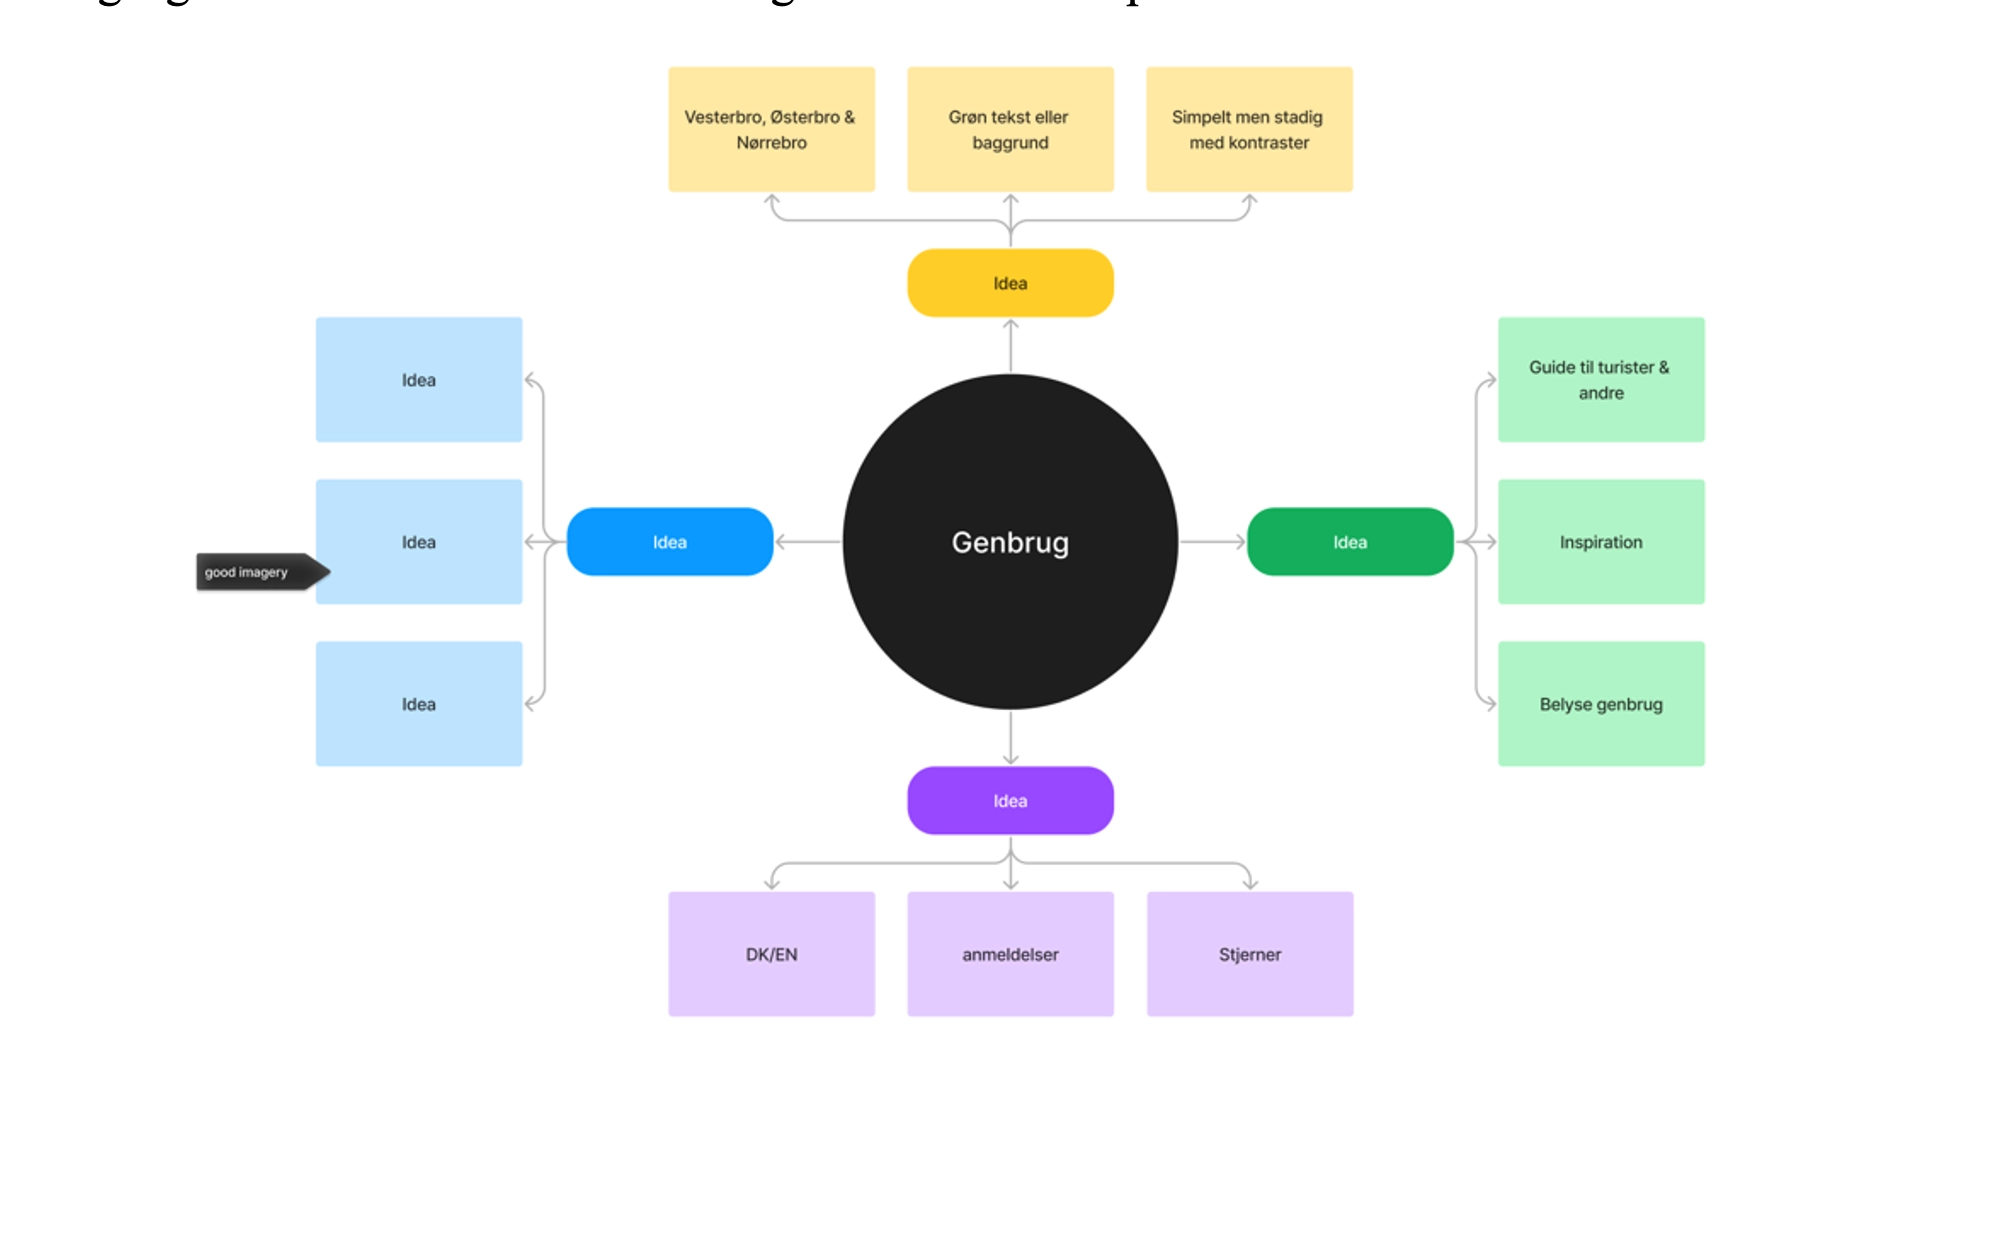 Vesterbro, Østerbro &
Nørrebro
Grøn tekst eller
baggrund
Simpelt men stadig
med kontraster
Idea
Idea
Idea
Idea
good imagery
Idea
Genbrug
Idea
Guide til turister &
andre
Inspiration
Belyse genbrug
Idea
DK/EN
anmeldelser
Stjerner